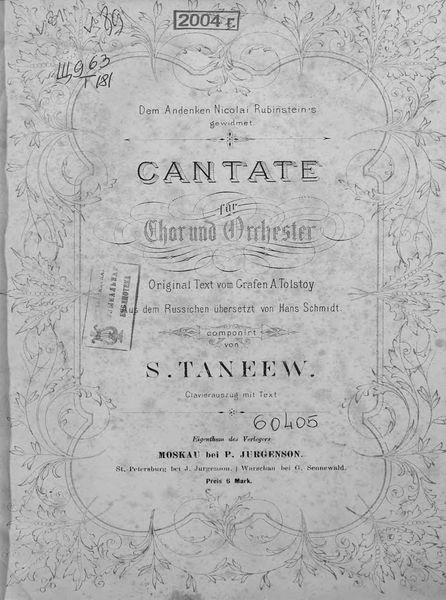 2004 г.
Щ963
Т181
Dem Andenken Nicolai Rubinstein's
gewidmet
CANTATE
für
Chor und Orchester
Original Text vom Grafen A. Tolstoy
Aus dem Russichen übersetzt von Hans Schmidt.
componirt
von
S. TANEEW.
Clavierauszug mit Text
60405
Eigenthum des Verlegers
MOSKAU bei P. JURGENSON.
St. Petersburg bei J. Jurgenson. | Warschau bei G. Sennewald.
Preis 6 Mark.
БИБЛИОТЕКА